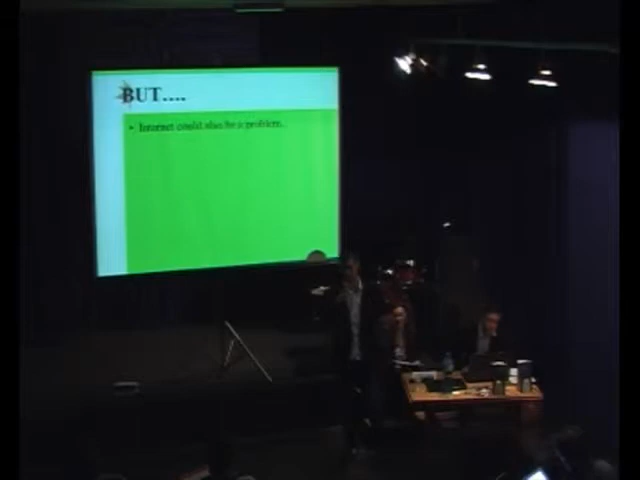 BUT....
• Internet could also be a problem..